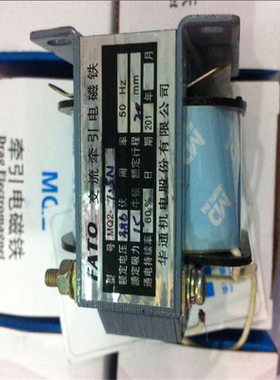 FATO 交流牵引电磁铁
型号 MQ2-
额定电压 380 伏 周率 50 Hz
额定吸力 15 牛顿 额定行程 20 mm
通电持续率 60% 日期 201 年 月
华通机电股份有限公司
牵引电磁铁